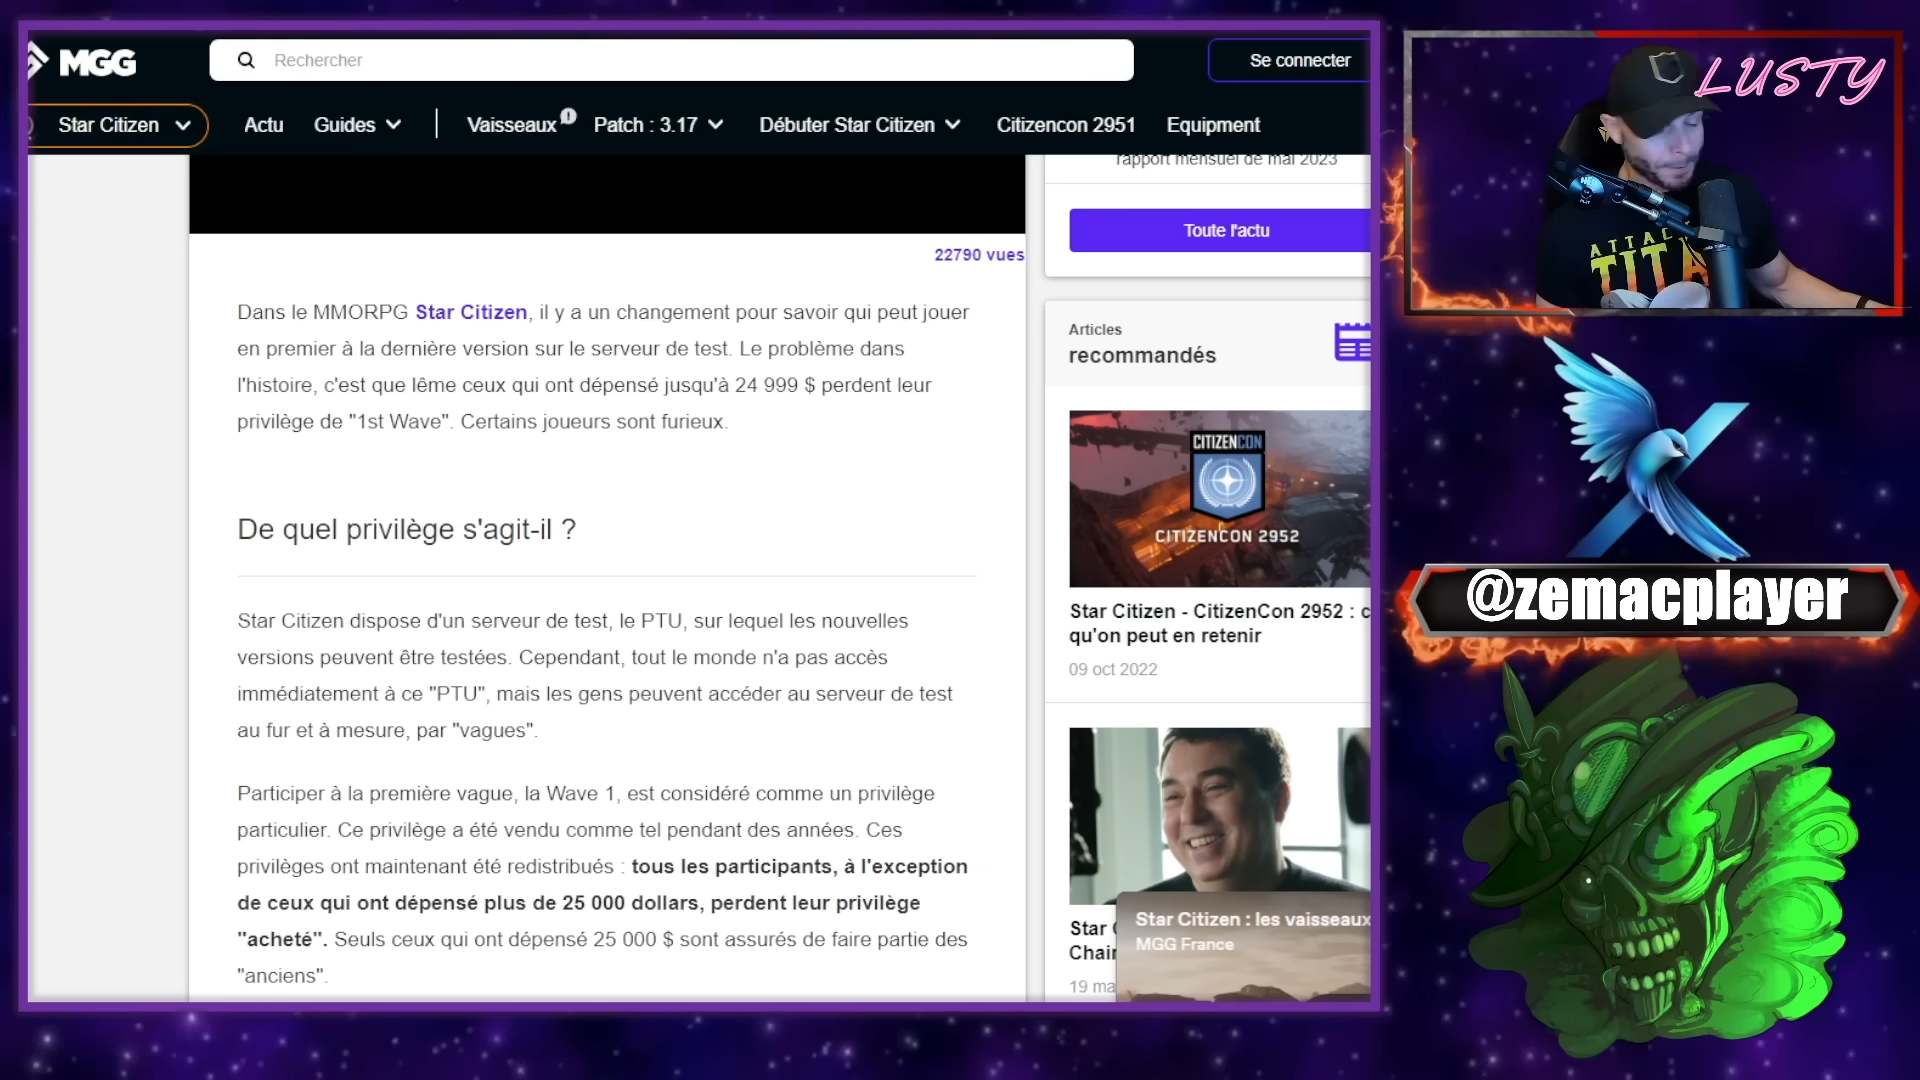 MGG
Rechercher
Se connecter
Star Citizen
Actu
Guides
Vaisseaux
Patch : 3.17
Débuter Star Citizen
Citizencon 2951
Equipment
rapport mensuel de mai 2023
Toute l'actu
22790 vues
Dans le MMORPG Star Citizen, il y a un changement pour savoir qui peut jouer
en premier à la dernière version sur le serveur de test. Le problème dans
l'histoire, c'est que lême ceux qui ont dépensé jusqu'à 24 999 $ perdent leur
privilège de "1st Wave". Certains joueurs sont furieux.
De quel privilège s'agit-il ?
Star Citizen dispose d'un serveur de test, le PTU, sur lequel les nouvelles
versions peuvent être testées. Cependant, tout le monde n'a pas accès
immédiatement à ce "PTU", mais les gens peuvent accéder au serveur de test
au fur et à mesure, par "vagues".
Participer à la première vague, la Wave 1, est considéré comme un privilège
particulier. Ce privilège a été vendu comme tel pendant des années. Ces
privilèges ont maintenant été redistribués : tous les participants, à l'exception
de ceux qui ont dépensé plus de 25 000 dollars, perdent leur privilège
"acheté". Seuls ceux qui ont dépensé 25 000 $ sont assurés de faire partie des
"anciens".
Articles
recommandés
CITIZENCON
CITIZENCON 2952
Star Citizen - CitizenCon 2952 : c
qu'on peut en retenir
09 oct 2022
Star
Chair
19 ma
Star Citizen : les vaisseaux
MGG France
LUSTY
ATTAC
TITA
@zemacplayer